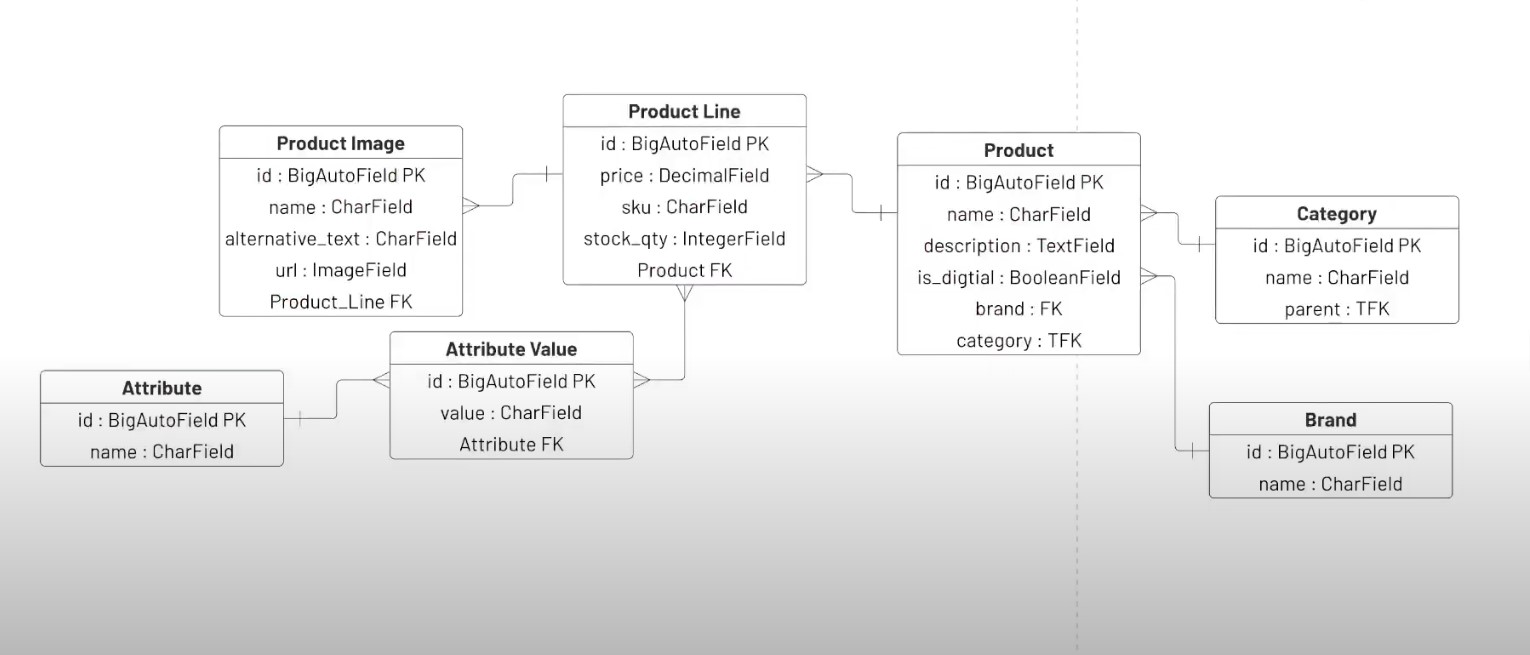 Product Image
id : BigAutoField PK
name : CharField
alternative_text : CharField
url : ImageField
Product_Line FK
Product Line
id : BigAutoField PK
price : DecimalField
sku : CharField
stock_qty : IntegerField
Product FK
Product
id : BigAutoField PK
name : CharField
description : TextField
is_digtial : BooleanField
brand : FK
category : TFK
Category
id : BigAutoField PK
name : CharField
parent : TFK
Attribute
id : BigAutoField PK
name : CharField
Attribute Value
id : BigAutoField PK
value : CharField
Attribute FK
Brand
id : BigAutoField PK
name : CharField